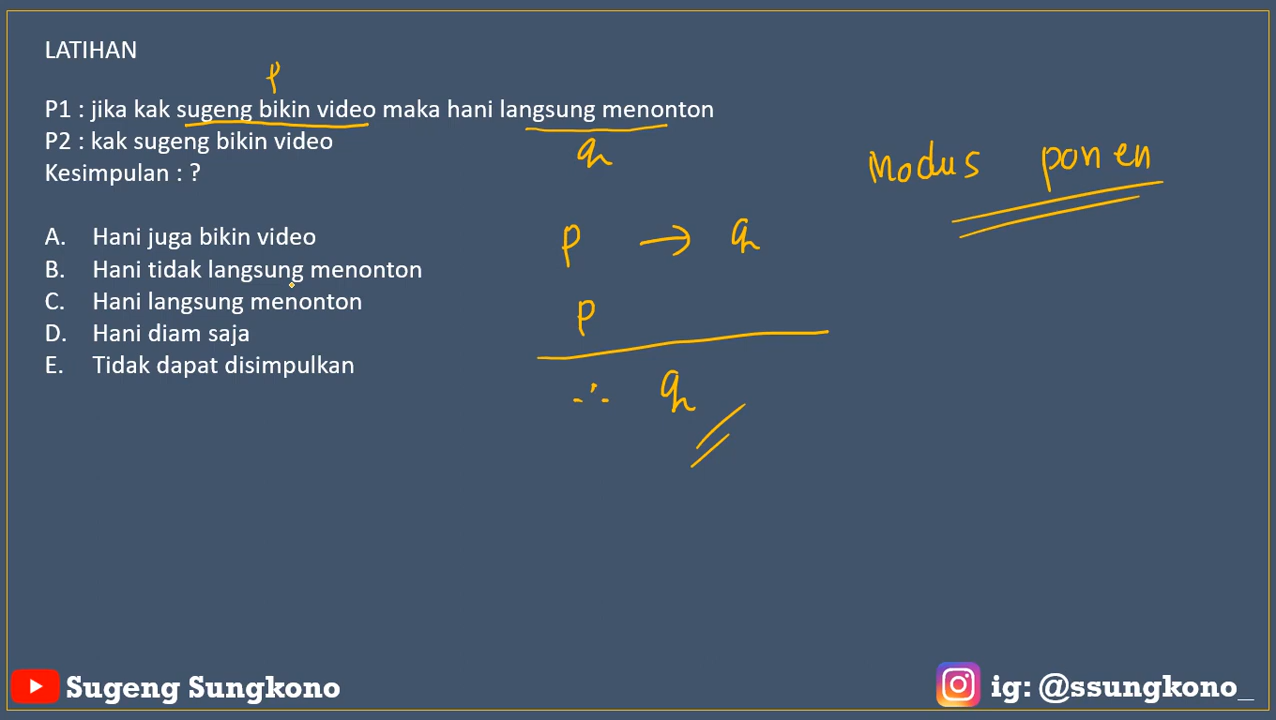 LATIHAN
p
P1 : jika kak sugeng bikin video maka hani langsung menonton
q
P2 : kak sugeng bikin video
Kesimpulan : ?
Modus ponen
A. Hani juga bikin video
B. Hani tidak langsung menonton
C. Hani langsung menonton
D. Hani diam saja
E. Tidak dapat disimpulkan
p → q
p
∴ q
Sugeng Sungkono
ig: @ssungkono_